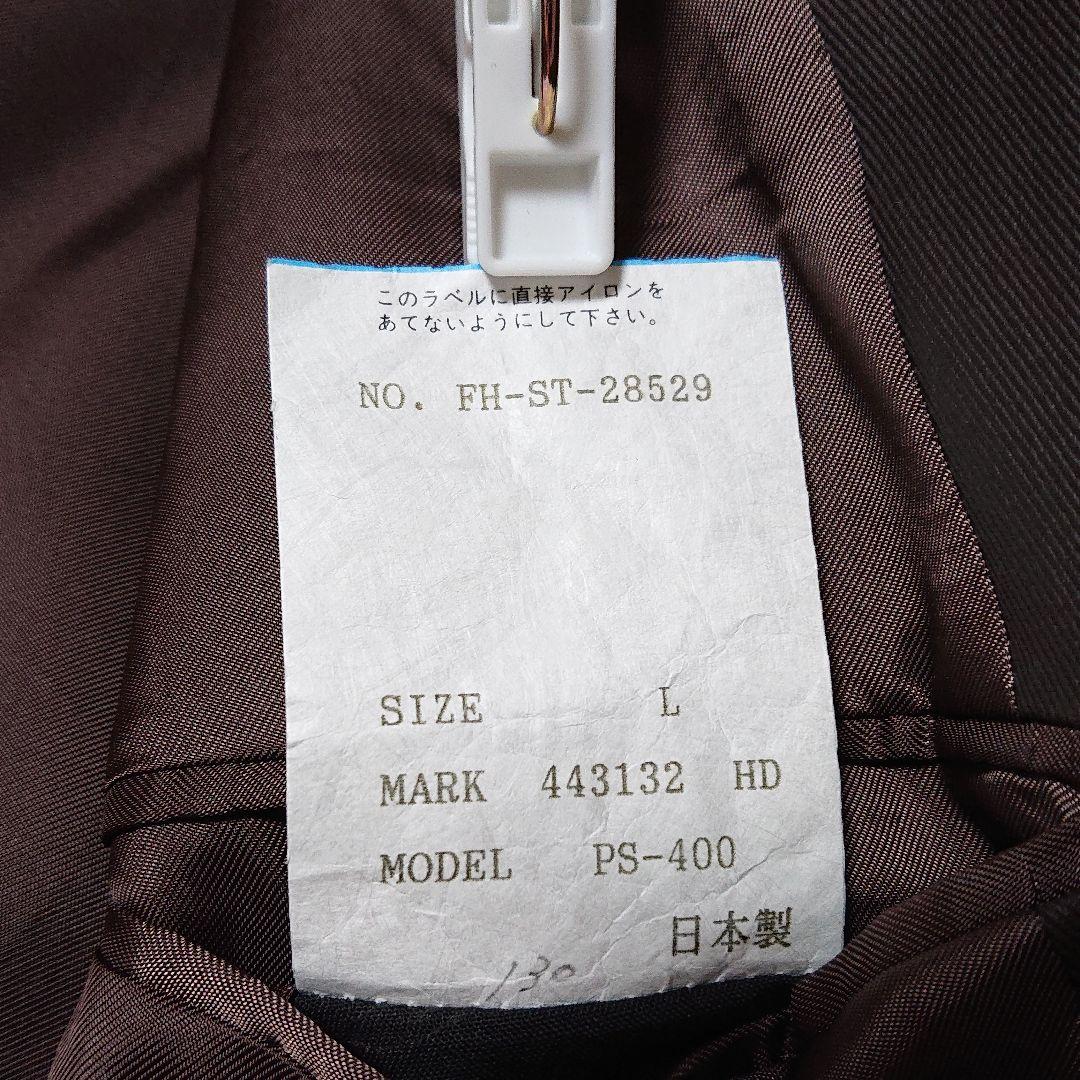 このラベルに直接アイロンを
あてないようにして下さい。
NO. FH-ST-28529
SIZE L
MARK 443132 HD
MODEL PS-400
日本製
130